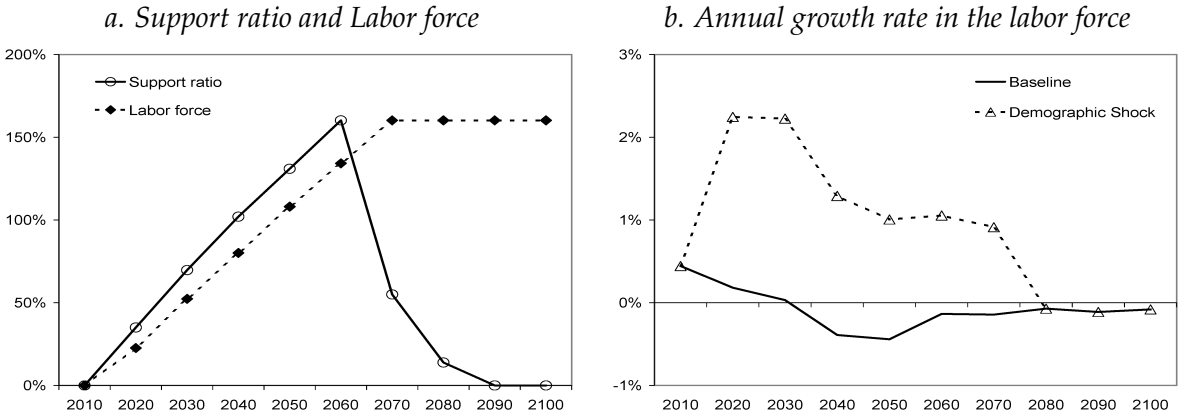 a. Support ratio and Labor force
200%
150%
100%
50%
0%
Support ratio
Labor force
2010 2020 2030 2040 2050 2060 2070 2080 2090 2100
b. Annual growth rate in the labor force
3%
2%
1%
0%
-1%
Baseline
Demographic Shock
2010 2020 2030 2040 2050 2060 2070 2080 2090 2100